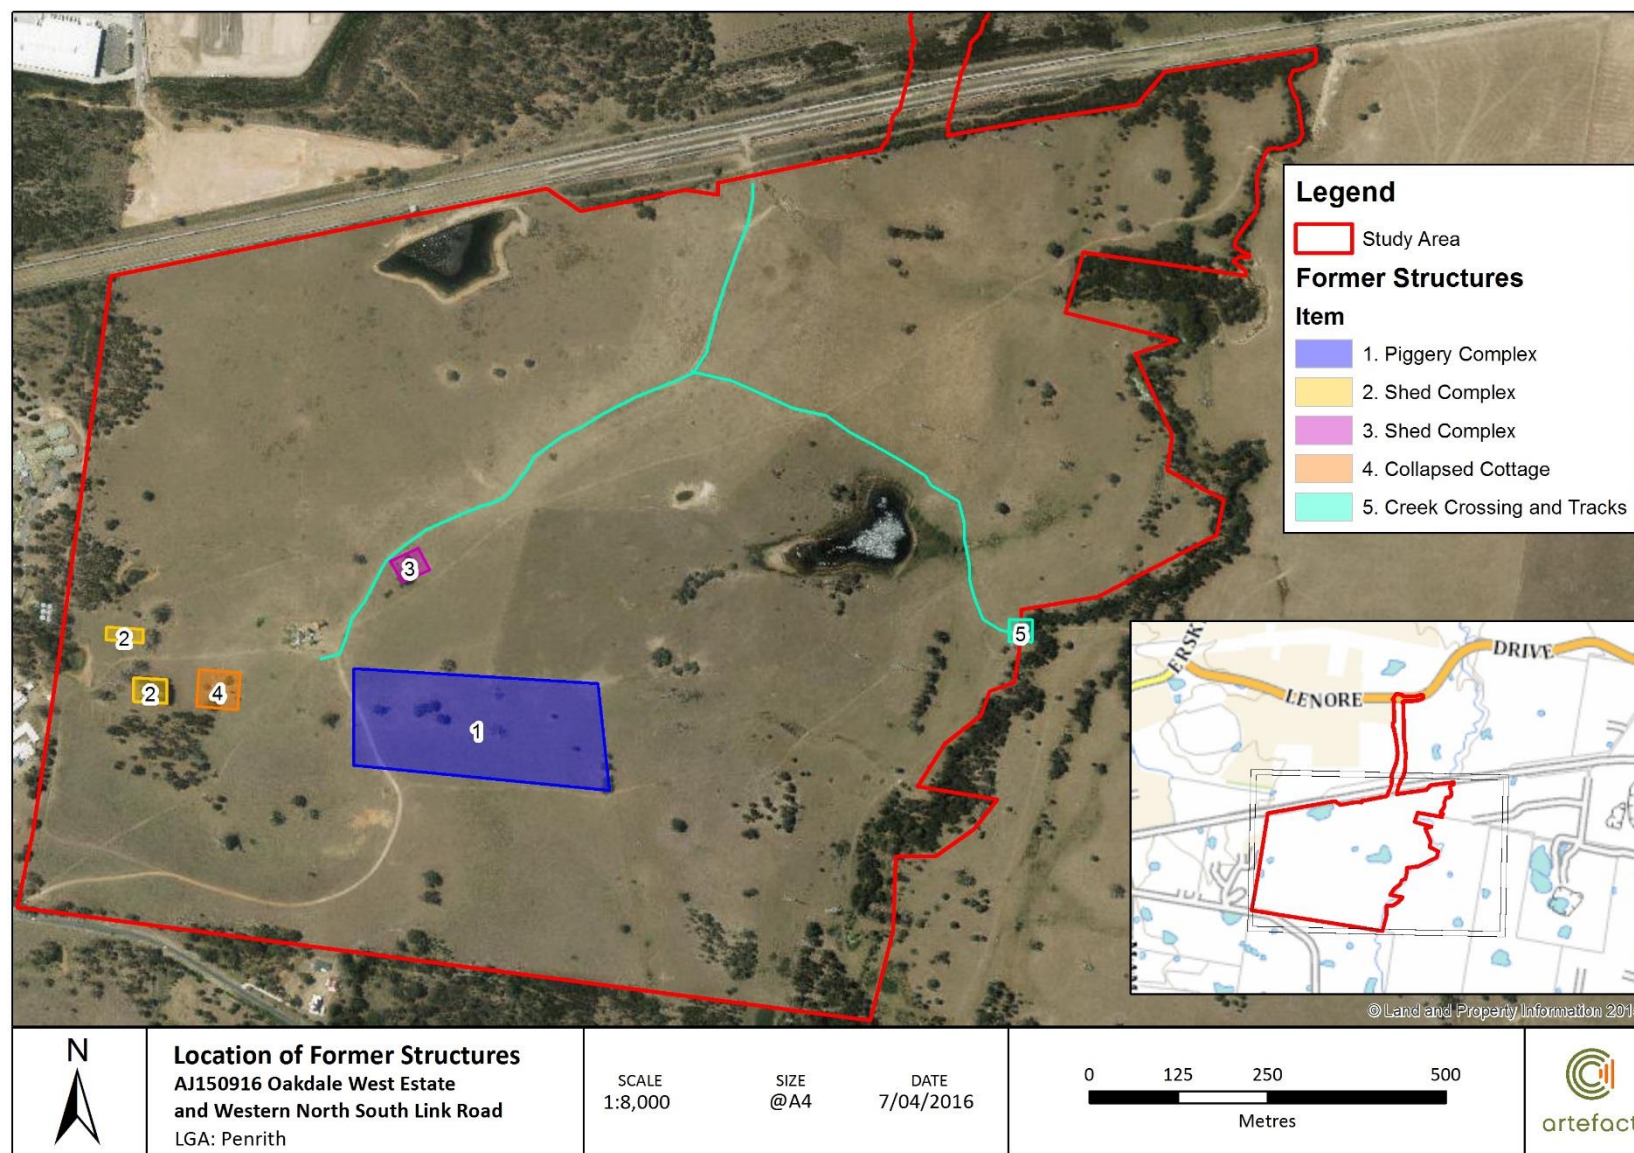 Legend
Study Area
Former Structures
Item
1. Piggery Complex
2. Shed Complex
3. Shed Complex
4. Collapsed Cottage
5. Creek Crossing and Tracks
3
2
2
4
1
5
ERSK
LENORE
DRIVE
© Land and Property Information 201
N
Location of Former Structures
AJ150916 Oakdale West Estate
and Western North South Link Road
LGA: Penrith
SCALE
1:8,000
SIZE
@A4
DATE
7/04/2016
0 125 250 500
Metres
artefact